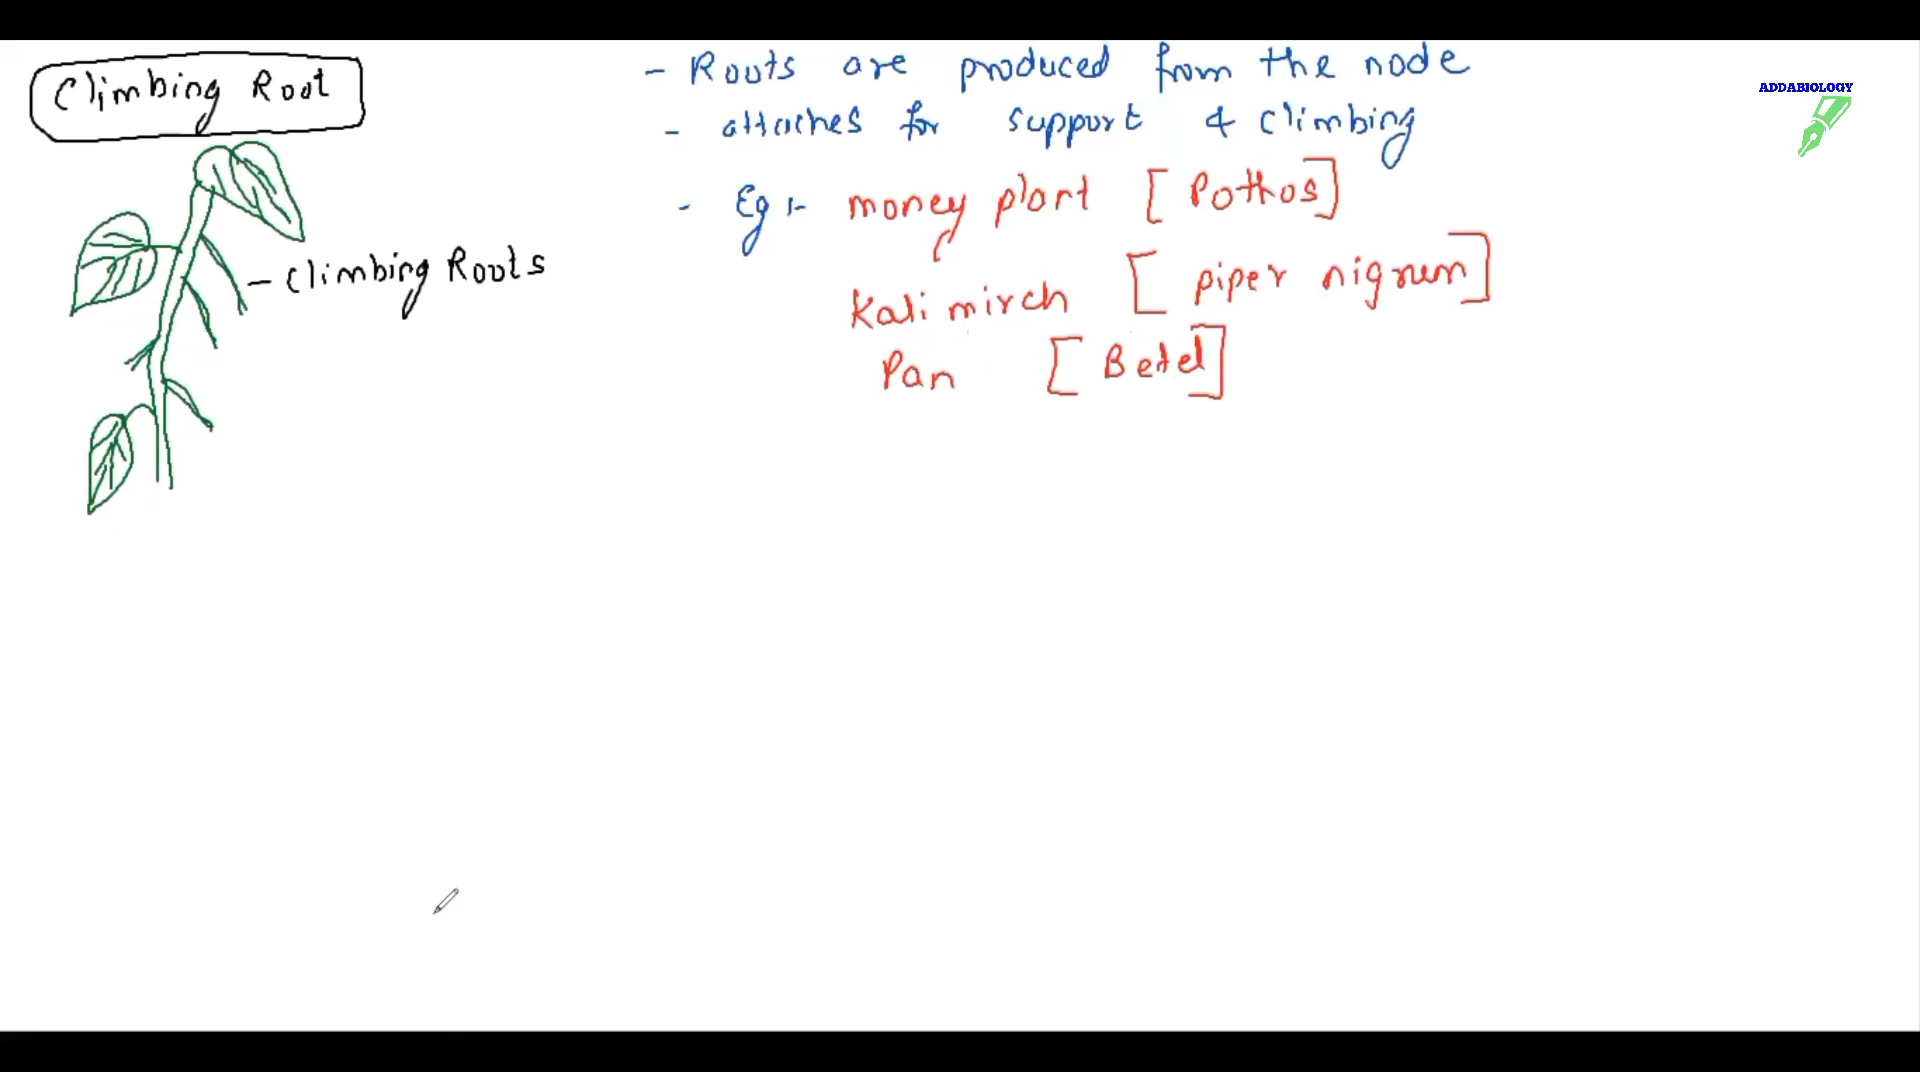 Climbing Root
- Roots are produced from the node
- attaches for support & climbing
- Eg :- money plant [Pothos]
Kali mirch [piper nigrum]
Pan [Betel]
- Climbing Roots
ADDABIOLOGY